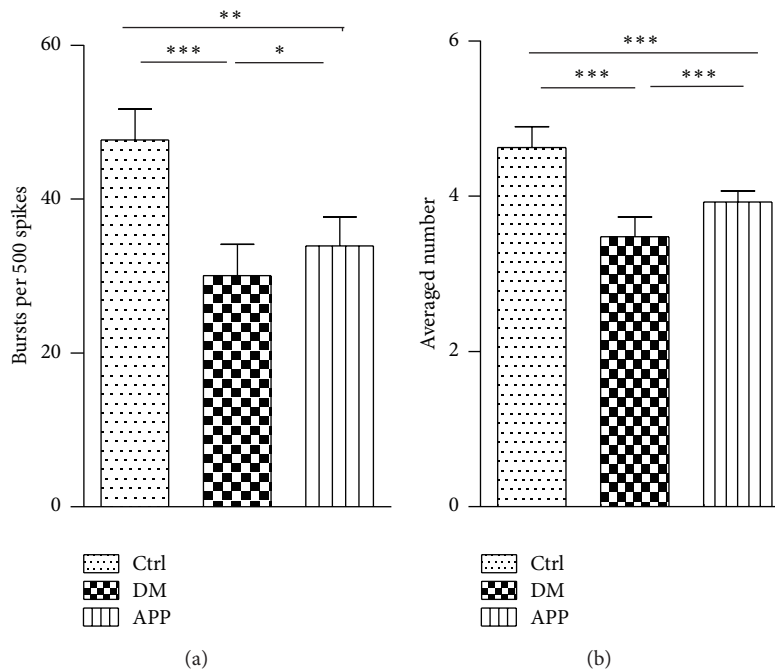 **
***
*
60
40
20
0
Bursts per 500 spikes
Ctrl
DM
APP
(a)
***
***
***
6
4
2
0
Averaged number
Ctrl
DM
APP
(b)